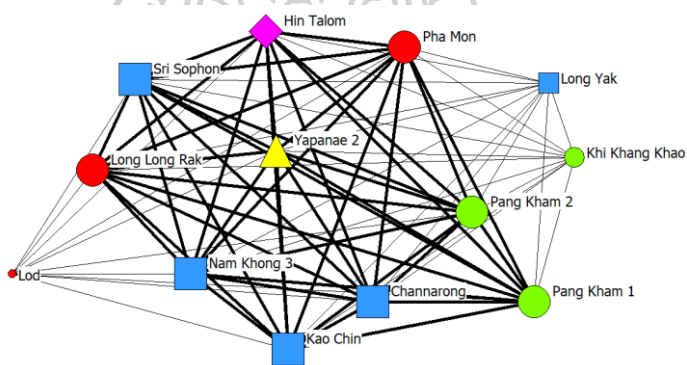 Hin Talom
Pha Mon
Sri Sophon
Long Yak
Yapanae 2
Long Long Rak
Khi Khang Khao
Pang Kham 2
Nam Khong 3
Lod
Channarong
Pang Kham 1
Kao Chin